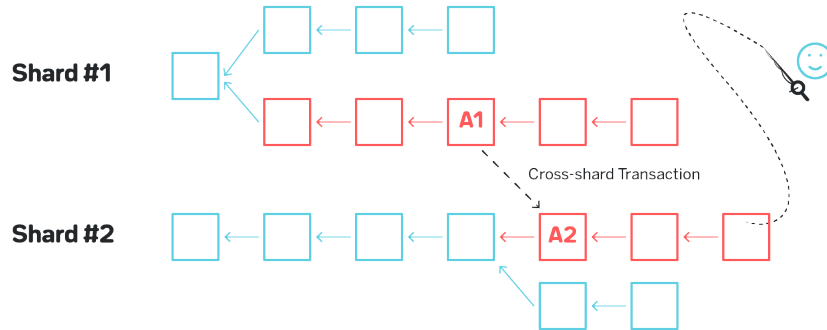 Shard #1
A1
Cross-shard Transaction
Shard #2
A2